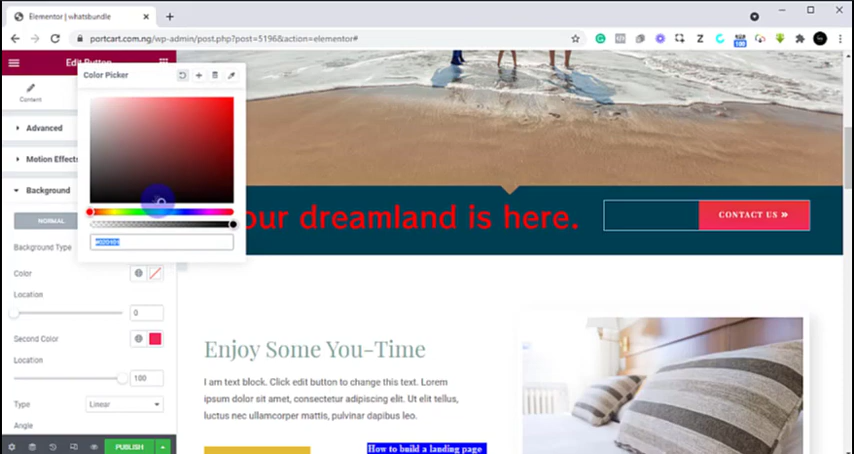 Elementor | whatsbundle
portcart.com.ng/wp-admin/post.php?post=5196&action=elementor#
100
Edit Button
Color Picker
Content
Advanced
Motion Effects
Background
NORMAL
Background Type
Color
Location
0
Second Color
Location
100
Type
Linear
Angle
PUBLISH
our dreamland is here.
CONTACT US »
Enjoy Some You-Time
I am text block. Click edit button to change this text. Lorem
ipsum dolor sit amet, consectetur adipiscing elit. Ut elit tellus,
luctus nec ullamcorper mattis, pulvinar dapibus leo.
How to build a landing page